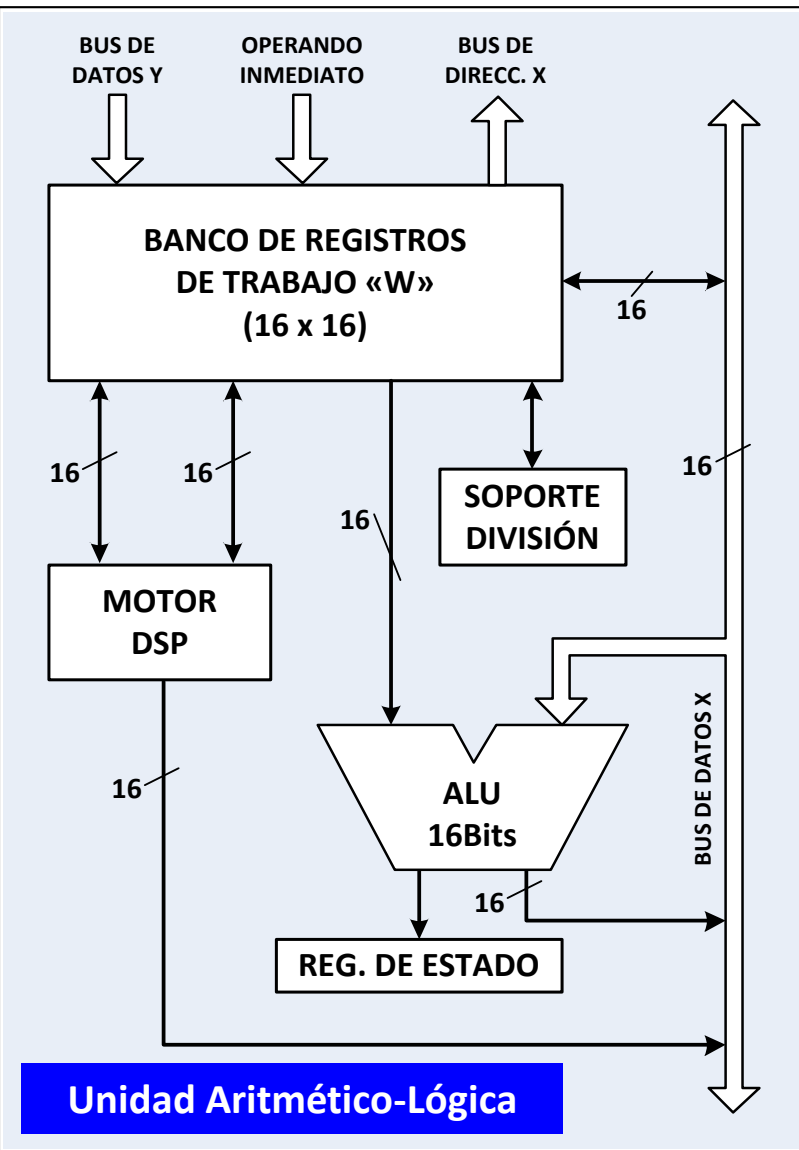 BUS DE
DATOS Y
OPERANDO
INMEDIATO
BUS DE
DIRECC. X
BANCO DE REGISTROS
DE TRABAJO «W»
(16 x 16)
16
16
16
16
16
SOPORTE
DIVISIÓN
MOTOR
DSP
16
ALU
16Bits
BUS DE DATOS X
16
REG. DE ESTADO
Unidad Aritmético-Lógica